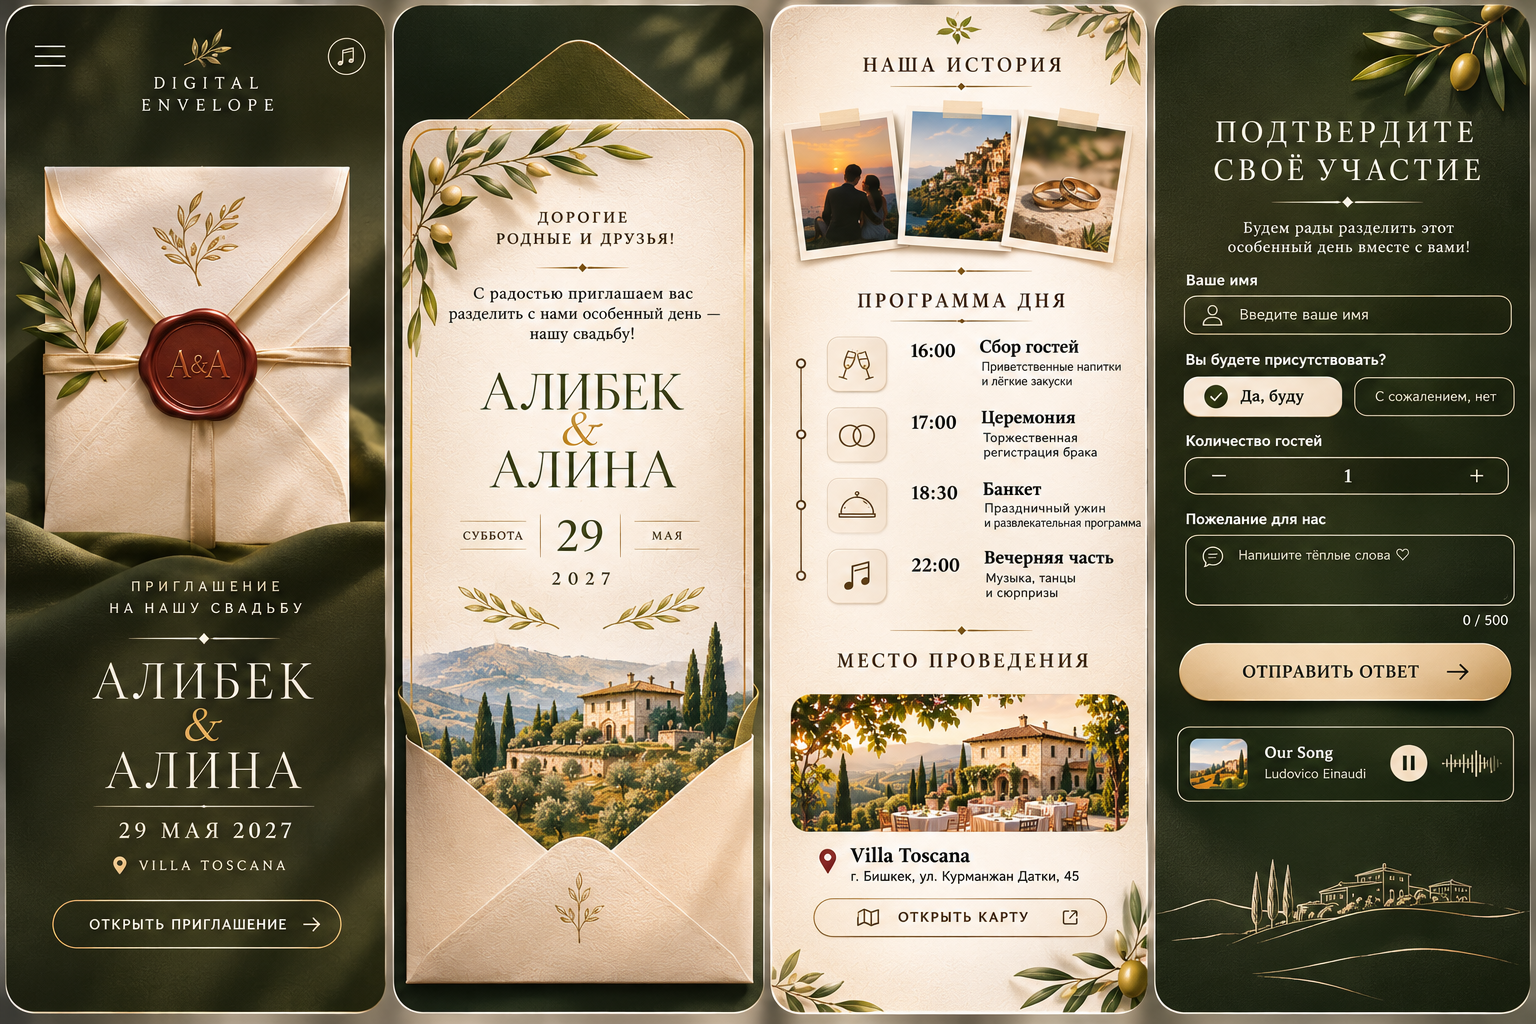 DIGITAL
ENVELOPE
A&A
ПРИГЛАШЕНИЕ
НА НАШУ СВАДЬБУ
АЛИБЕК
&
АЛИНА
29 МАЯ 2027
VILLA TOSCANA
ОТКРЫТЬ ПРИГЛАШЕНИЕ
ДОРОГИЕ
РОДНЫЕ И ДРУЗЬЯ!
С радостью приглашаем вас
разделить с нами особенный день —
нашу свадьбу!
АЛИБЕК
&
АЛИНА
СУББОТА 29 МАЯ
2027
НАША ИСТОРИЯ
ПРОГРАММА ДНЯ
16:00 Сбор гостей
Приветственные напитки
и лёгкие закуски
17:00 Церемония
Торжественная
регистрация брака
18:30 Банкет
Праздничный ужин
и развлекательная программа
22:00 Вечерняя часть
Музыка, танцы
и сюрпризы
МЕСТО ПРОВЕДЕНИЯ
Villa Toscana
г. Бишкек, ул. Курманжан Датки, 45
ОТКРЫТЬ КАРТУ
ПОДТВЕРДИТЕ
СВОЁ УЧАСТИЕ
Будем рады разделить этот
особенный день вместе с вами!
Ваше имя
Введите ваше имя
Вы будете присутствовать?
Да, буду
С сожалением, нет
Количество гостей
— 1 +
Пожелание для нас
Напишите тёплые слова ♡
0 / 500
ОТПРАВИТЬ ОТВЕТ
Our Song
Ludovico Einaudi